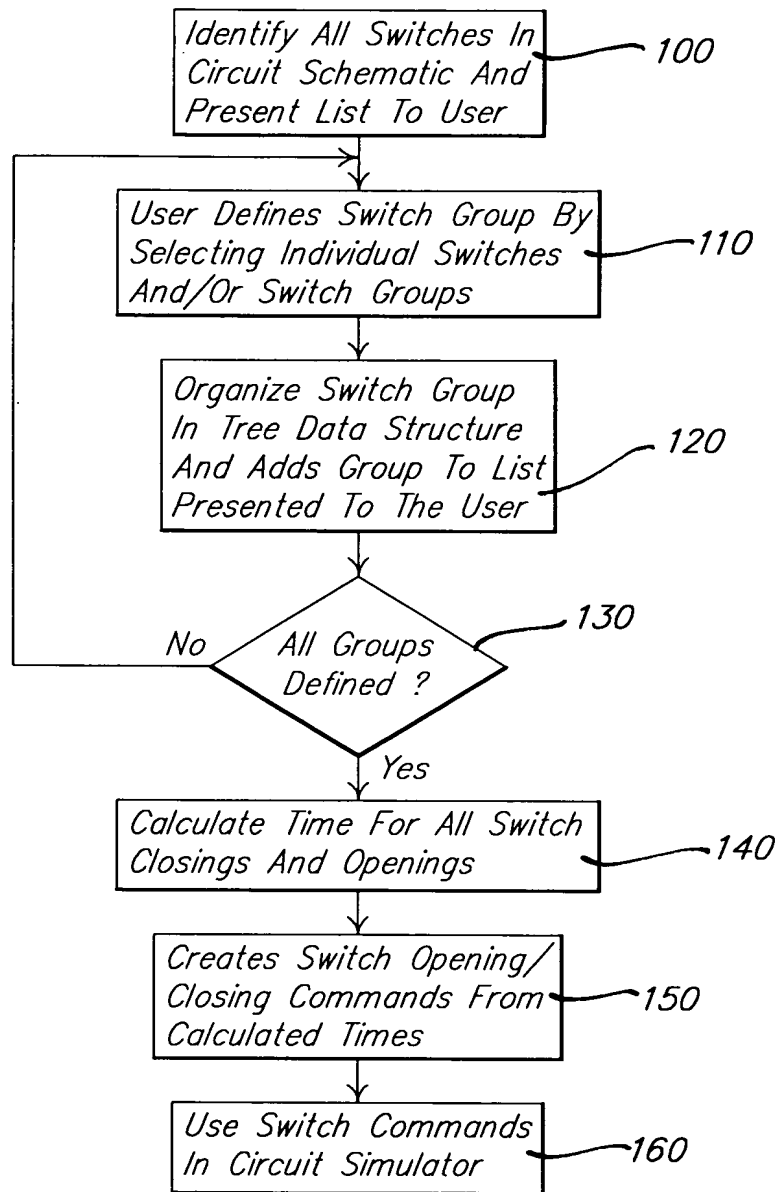 Identify All Switches In
Circuit Schematic And
Present List To User
100
User Defines Switch Group By
Selecting Individual Switches
And/Or Switch Groups
110
Organize Switch Group
In Tree Data Structure
And Adds Group To List
Presented To The User
120
No
All Groups
Defined ?
130
Yes
Calculate Time For All Switch
Closings And Openings
140
Creates Switch Opening/
Closing Commands From
Calculated Times
150
Use Switch Commands
In Circuit Simulator
160